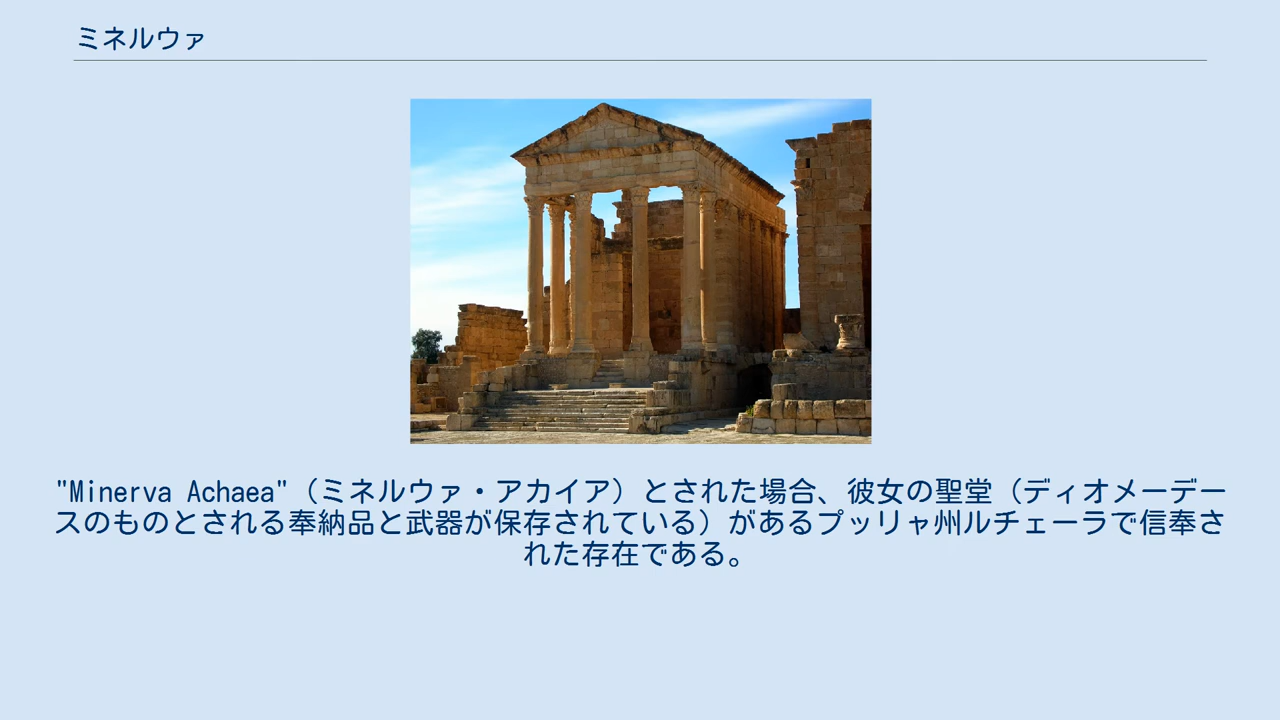 ミネルウァ
"Minerva Achaea"（ミネルウァ・アカイア）とされた場合、彼女の聖堂（ディオメーデー
スのものとされる奉納品と武器が保存されている）があるプッリャ州ルチェーラで信奉さ
れた存在である。